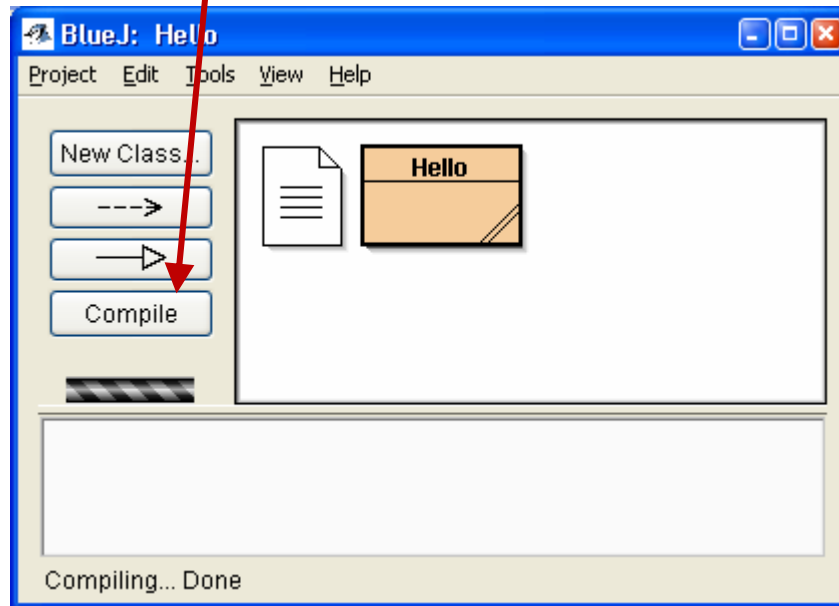 BlueJ: Hello
Project Edit Tools View Help
New Class...
Hello
Compile
Compiling... Done